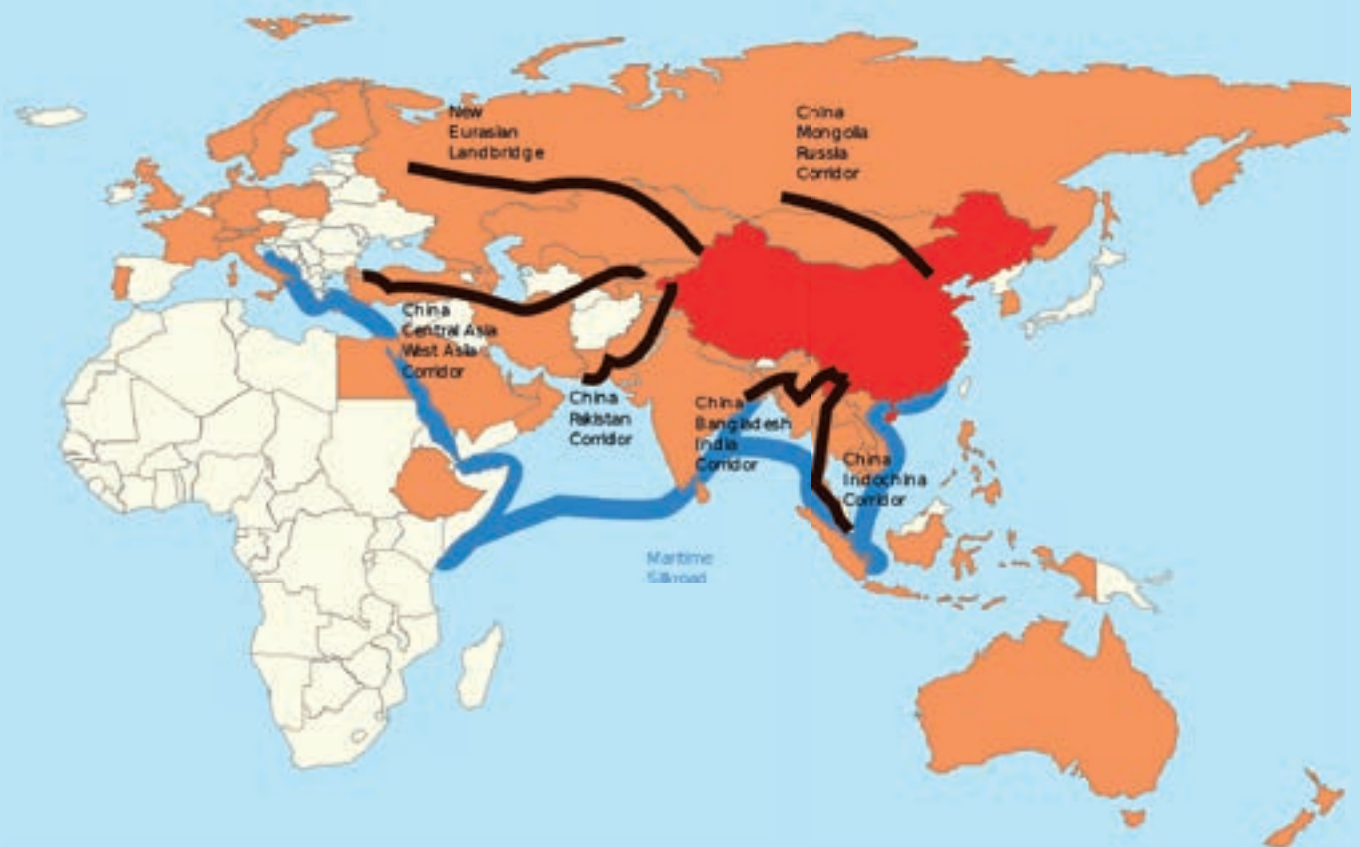 New
Eurasian
Landbridge
China
Mongolia
Russia
Corridor
China
Central Asia
West Asia
Corridor
China
Pakistan
Corridor
China
Bangladesh
India
Corridor
China
Indochina
Corridor
Maritime
Silkroad